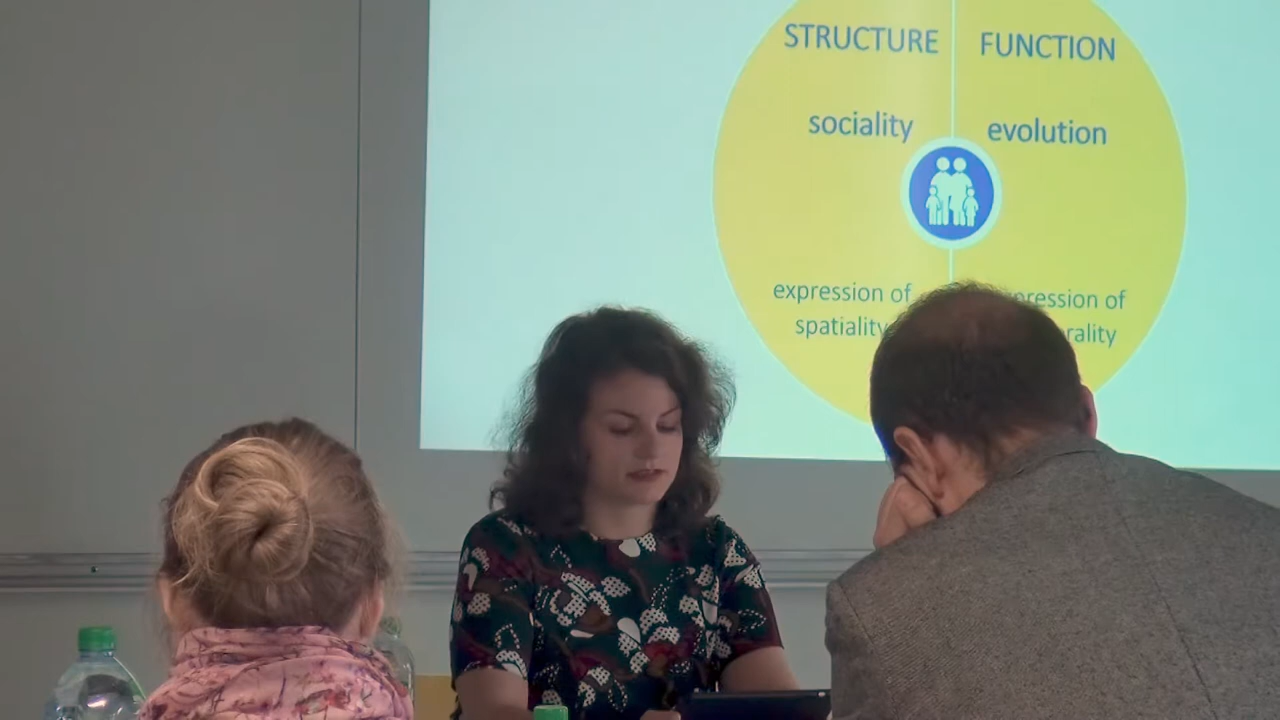 STRUCTURE FUNCTION
sociality evolution
expression of
spatiality